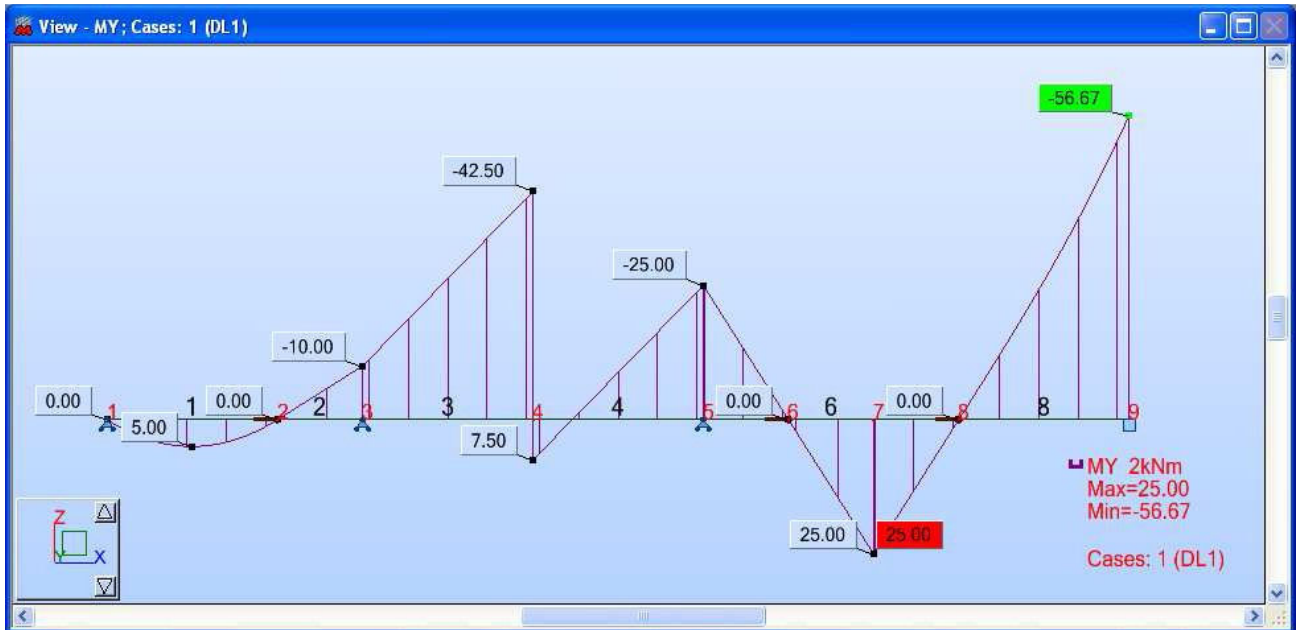 View - MY; Cases: 1 (DL1)
-56.67
-42.50
-25.00
-10.00
0.00 1 1 0.00 2 2 3 3 4 4 5 0.00 6 6 7 0.00 8 8 9
5.00
7.50
25.00 25.00
MY 2kNm
Max=25.00
Min=-56.67
Cases: 1 (DL1)
Z
Y X